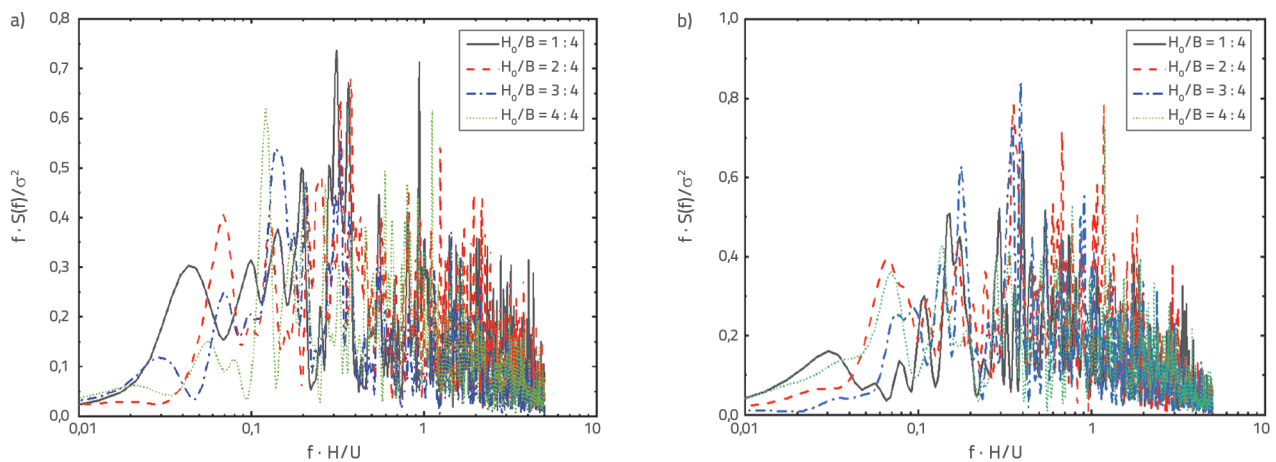 a)
0,8
0,7
0,6
0,5
0,4
0,3
0,2
0,1
0,0
f · S(f)/σ²
H₀/B = 1 : 4
H₀/B = 2 : 4
H₀/B = 3 : 4
H₀/B = 4 : 4
0,01
0,1
1
10
f · H/U
b)
1,0
0,8
0,6
0,4
0,2
0,0
f · S(f)/σ²
H₀/B = 1 : 4
H₀/B = 2 : 4
H₀/B = 3 : 4
H₀/B = 4 : 4
0,01
0,1
1
10
f · H/U